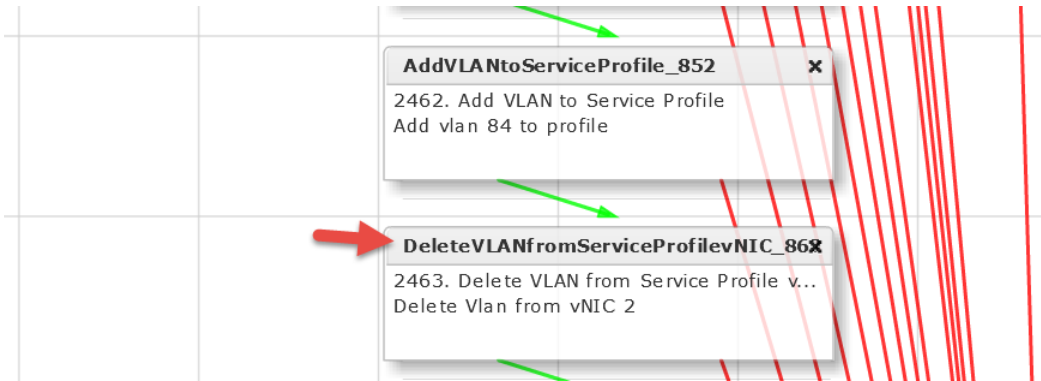 AddVLANtoServiceProfile_852
2462. Add VLAN to Service Profile
Add vlan 84 to profile
DeleteVLANfromServiceProfilevNIC_862
2463. Delete VLAN from Service Profile v...
Delete Vlan from vNIC 2